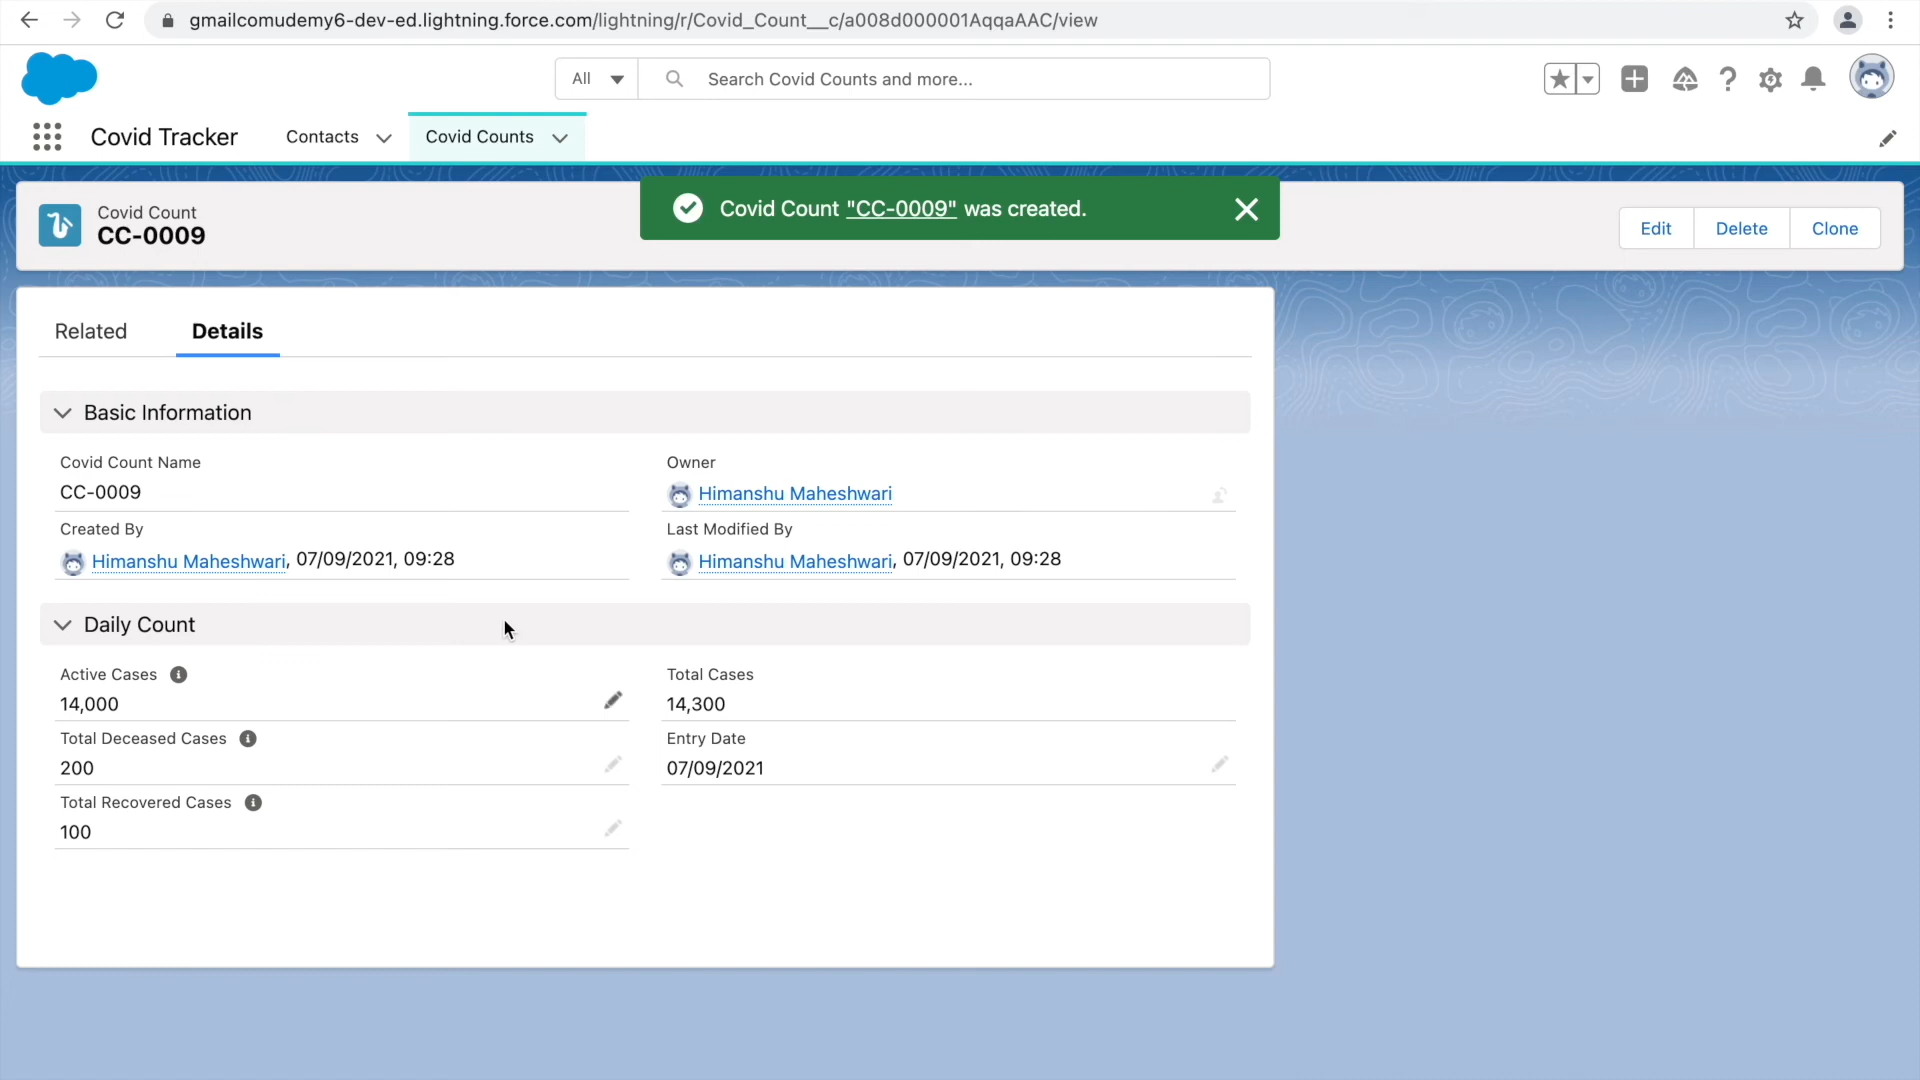 gmailcomudemy6-dev-ed.lightning.force.com/lightning/r/Covid_Count__c/a008d000001AqqaAAC/view
All
Search Covid Counts and more...
Covid Tracker
Contacts
Covid Counts
Covid Count "CC-0009" was created.
Covid Count
CC-0009
Edit
Delete
Clone
Related
Details
Basic Information
Covid Count Name
CC-0009
Owner
Himanshu Maheshwari
Created By
Himanshu Maheshwari, 07/09/2021, 09:28
Last Modified By
Himanshu Maheshwari, 07/09/2021, 09:28
Daily Count
Active Cases
14,000
Total Cases
14,300
Total Deceased Cases
200
Entry Date
07/09/2021
Total Recovered Cases
100